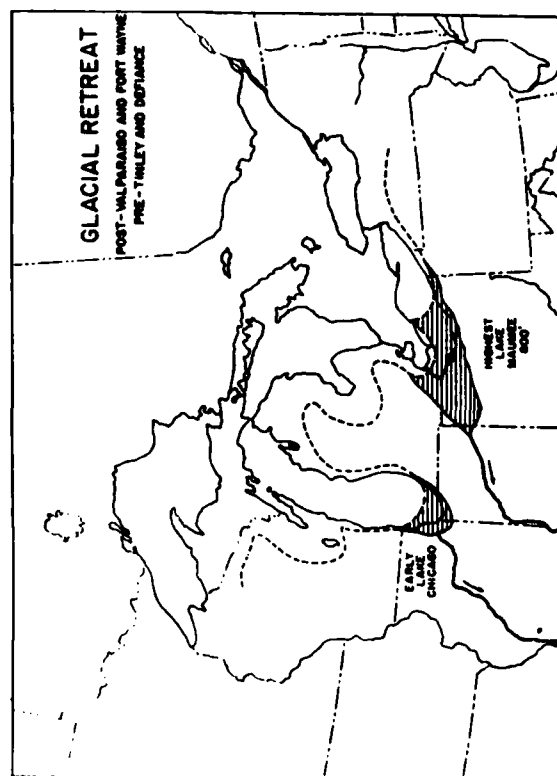 GLACIAL RETREAT
POST-VALPARAISO AND FORT WAYNE
PRE-TINLEY AND DEFIANCE
HIGHEST
LAKE
MAUMEE
800'
EARLY
LAKE
CHICAGO